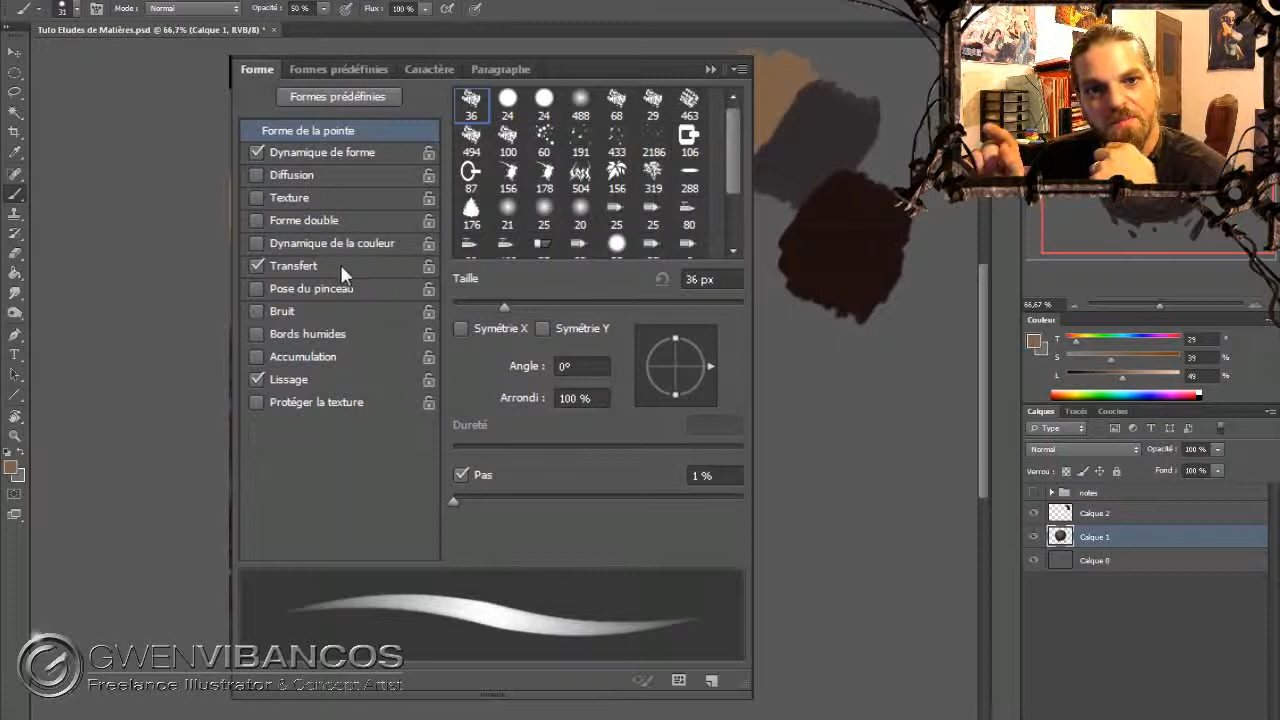 31 Mode : Normal Opacité : 50 % Flux : 100 %
Tuto Etudes de Matières.psd @ 66,7% (Calque 1, RVB/8) * ×
Forme Formes prédéfinies Caractère Paragraphe
Formes prédéfinies
Forme de la pointe
Dynamique de forme
Diffusion
Texture
Forme double
Dynamique de la couleur
Transfert
Pose du pinceau
Bruit
Bords humides
Accumulation
Lissage
Protéger la texture
36 24 24 488 68 29 463
494 100 60 191 433 2186 106
87 156 178 504 156 319 288
176 21 25 20 25 25 80
Taille 36 px
Symétrie X Symétrie Y
Angle : 0°
Arrondi : 100 %
Dureté
Pas 1 %
66,67 %
Couleur
T 29 °
S 39 %
L 49 %
Calques Tracés Couches
Type
Normal Opacité : 100 %
Verrou : Fond : 100 %
notes
Calque 2
Calque 1
Calque 0
GWENVIBANCOS
Freelance Illustrator & Concept Artist